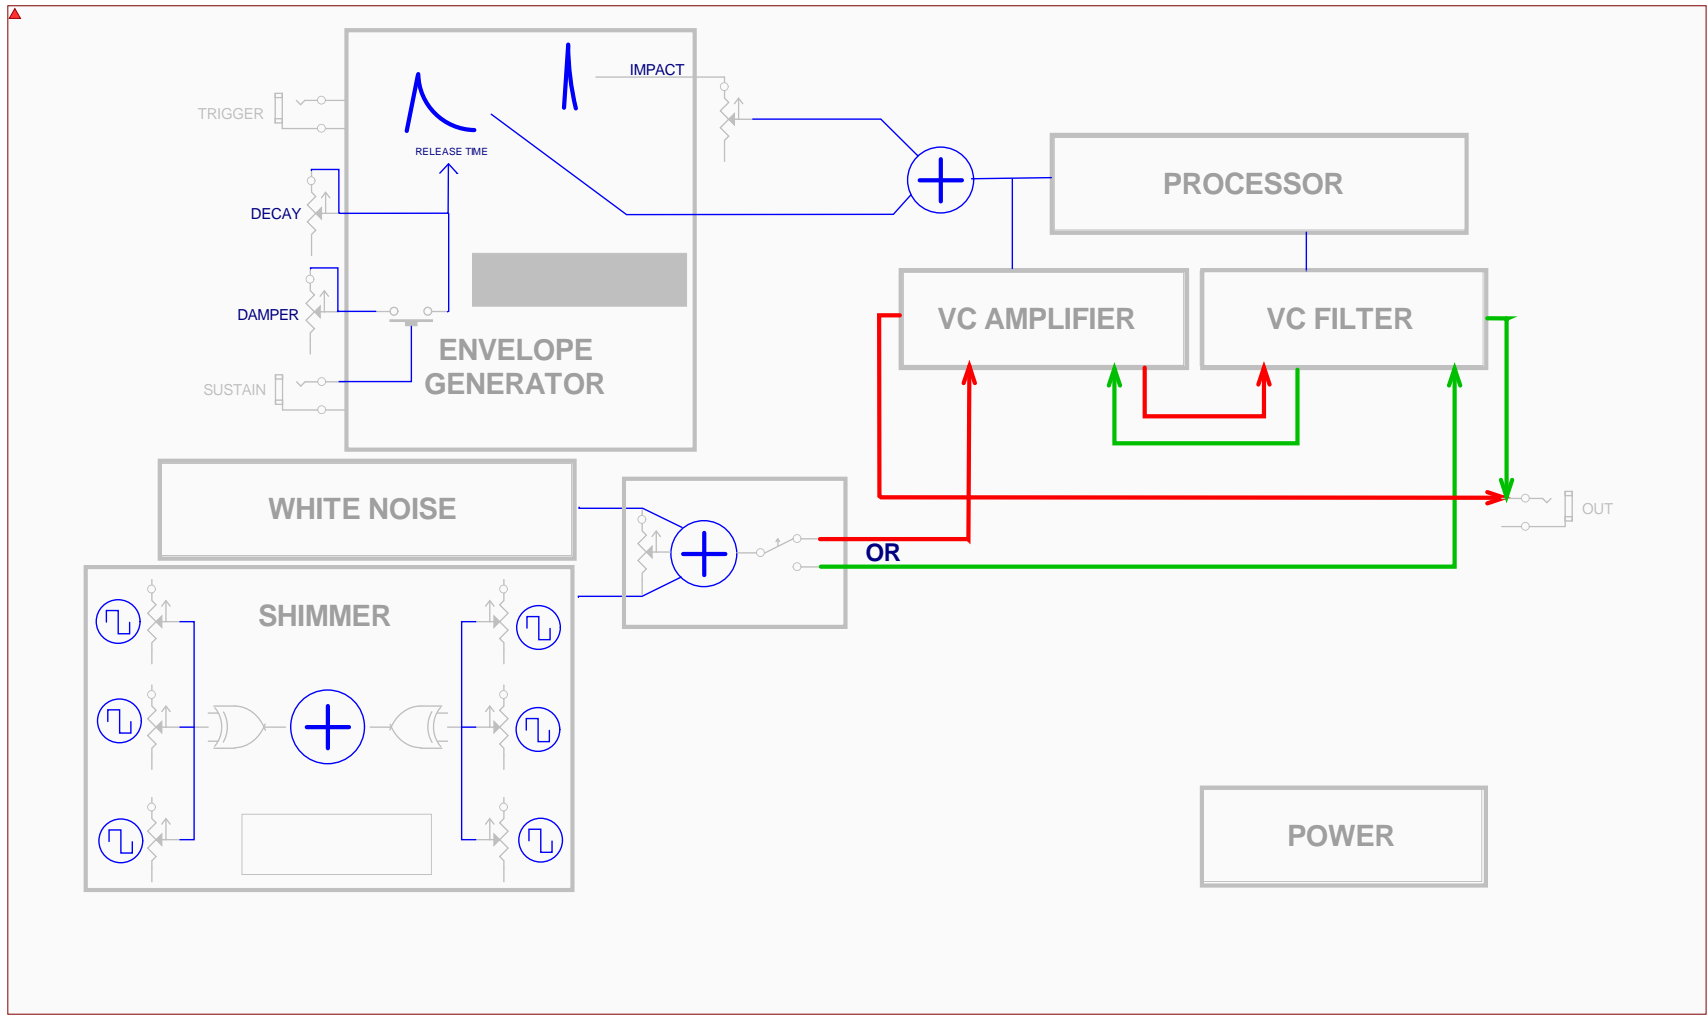 IMPACT
TRIGGER
RELEASE TIME
PROCESSOR
DECAY
DAMPER
VC AMPLIFIER
VC FILTER
ENVELOPE
GENERATOR
SUSTAIN
WHITE NOISE
OUT
OR
SHIMMER
POWER